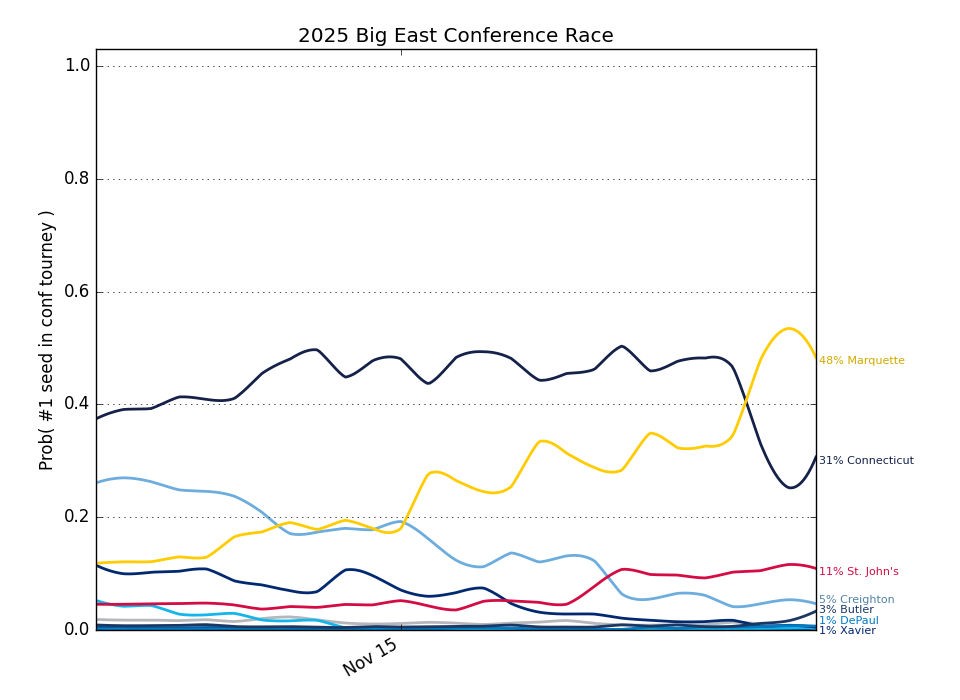 2025 Big East Conference Race
1.0
0.8
0.6
0.4
0.2
0.0
Prob( #1 seed in conf tourney )
Nov 15
48% Marquette
31% Connecticut
11% St. John's
5% Creighton
3% Butler
1% DePaul
1% Xavier